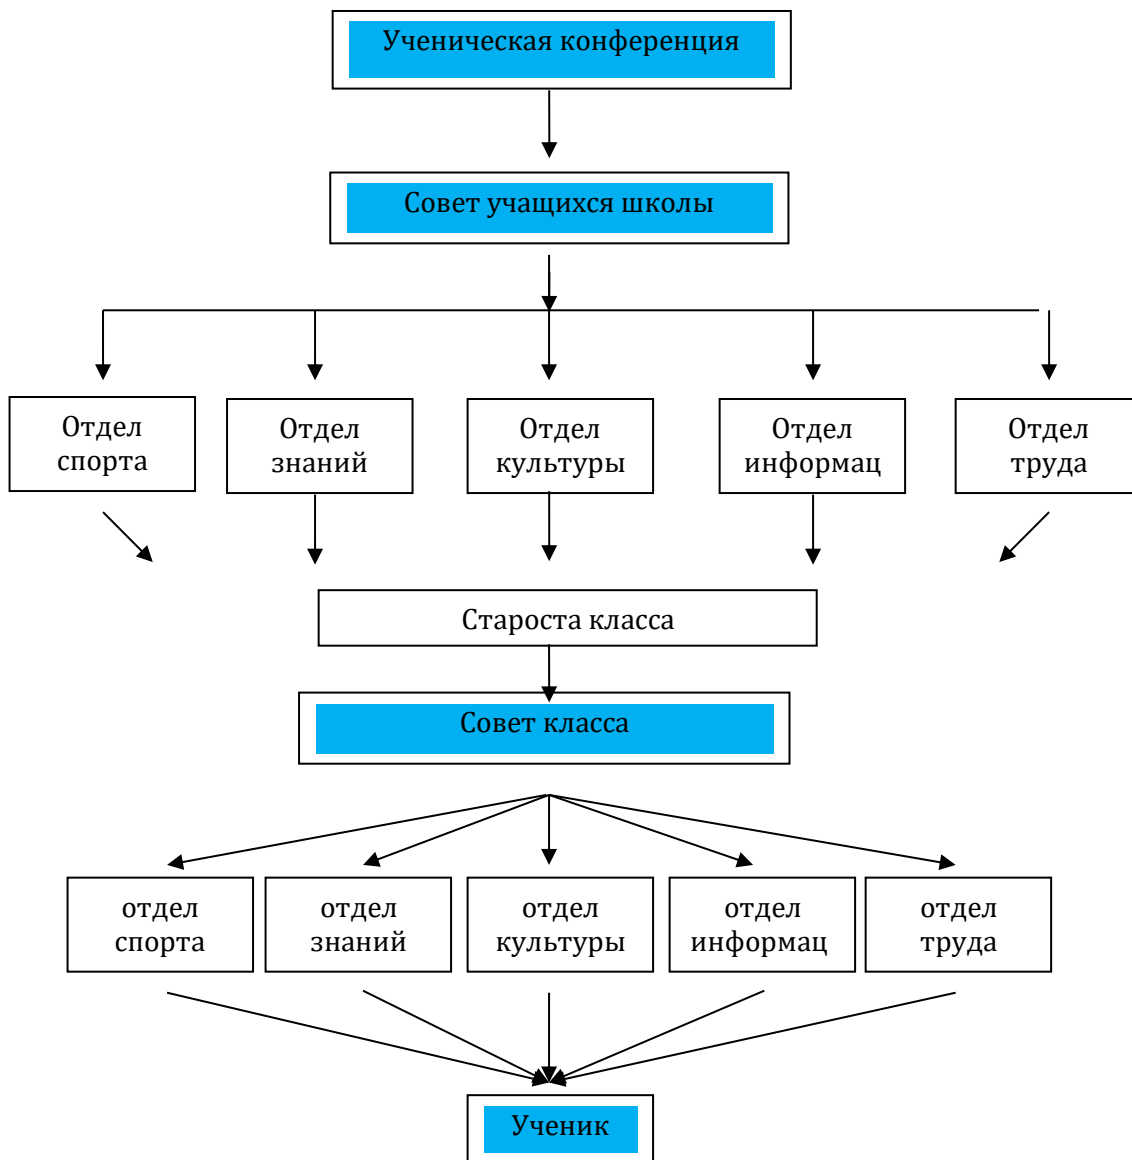 Ученическая конференция
Совет учащихся школы
Отдел
спорта
Отдел
знаний
Отдел
культуры
Отдел
информац
Отдел
труда
Староста класса
Совет класса
отдел
спорта
отдел
знаний
отдел
культуры
отдел
информац
отдел
труда
Ученик